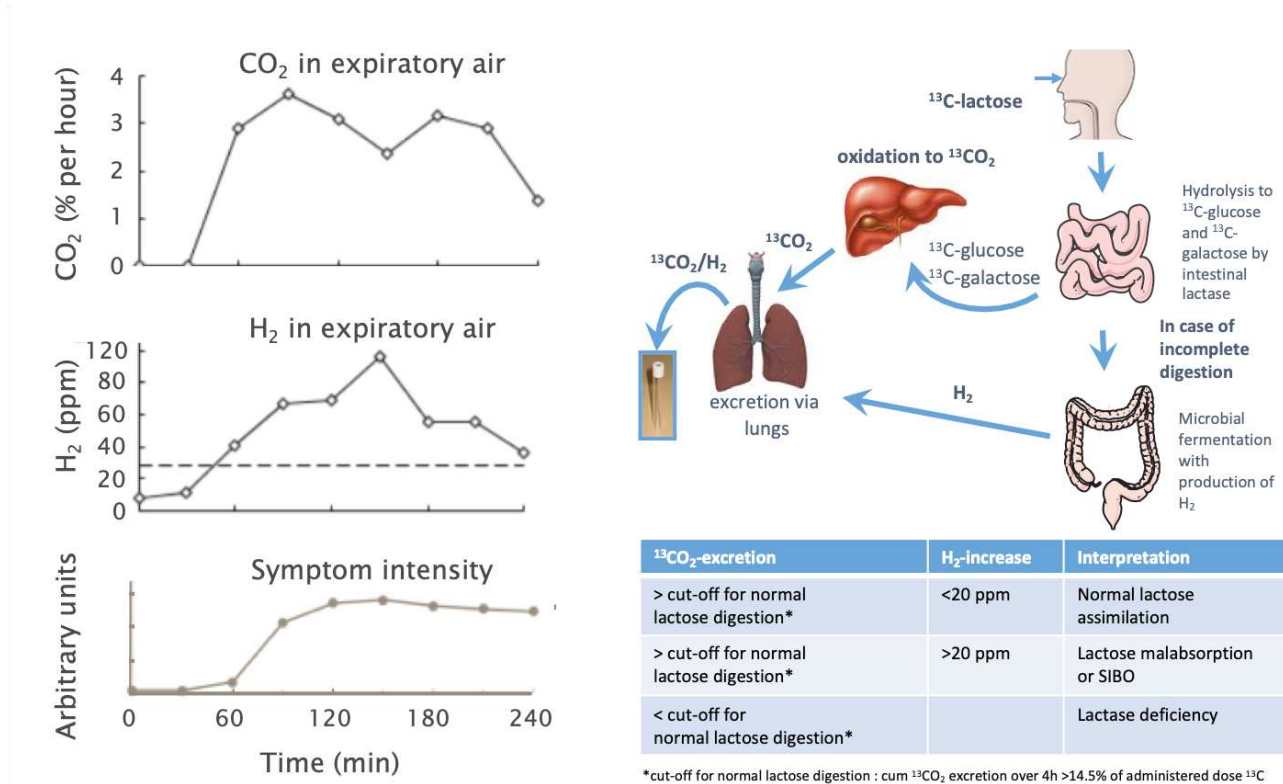 CO₂ in expiratory air
CO₂ (% per hour)
4
3
2
1
0
H₂ in expiratory air
H₂ (ppm)
120
80
60
40
20
0
Symptom intensity
Arbitrary units
0
60
120
180
240
Time (min)
¹³C-lactose
oxidation to ¹³CO₂
Hydrolysis to
¹³C-glucose
and ¹³C-
galactose by
intestinal
lactase
¹³CO₂
¹³C-glucose
¹³C-galactose
¹³CO₂/H₂
In case of
incomplete
digestion
H₂
excretion via
lungs
Microbial
fermentation
with
production of
H₂
¹³CO₂-excretion H₂-increase Interpretation
> cut-off for normal <20 ppm Normal lactose
lactose digestion* assimilation
> cut-off for normal >20 ppm Lactose malabsorption
lactose digestion* or SIBO
< cut-off for Lactase deficiency
normal lactose digestion*
*cut-off for normal lactose digestion : cum ¹³CO₂ excretion over 4h >14.5% of administered dose ¹³C